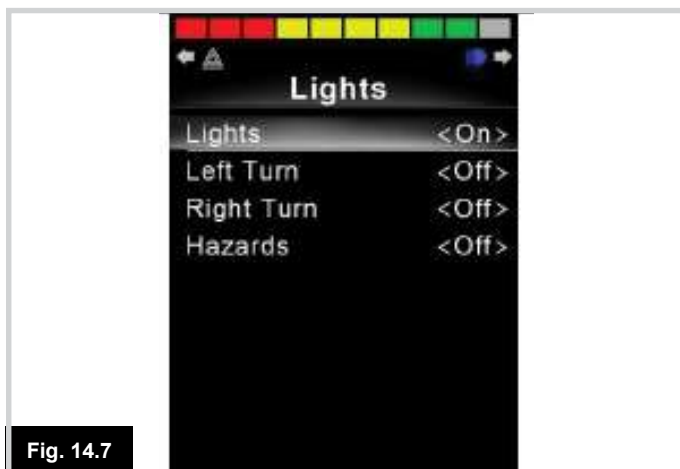 Lights
Lights <On>
Left Turn <Off>
Right Turn <Off>
Hazards <Off>
Fig. 14.7